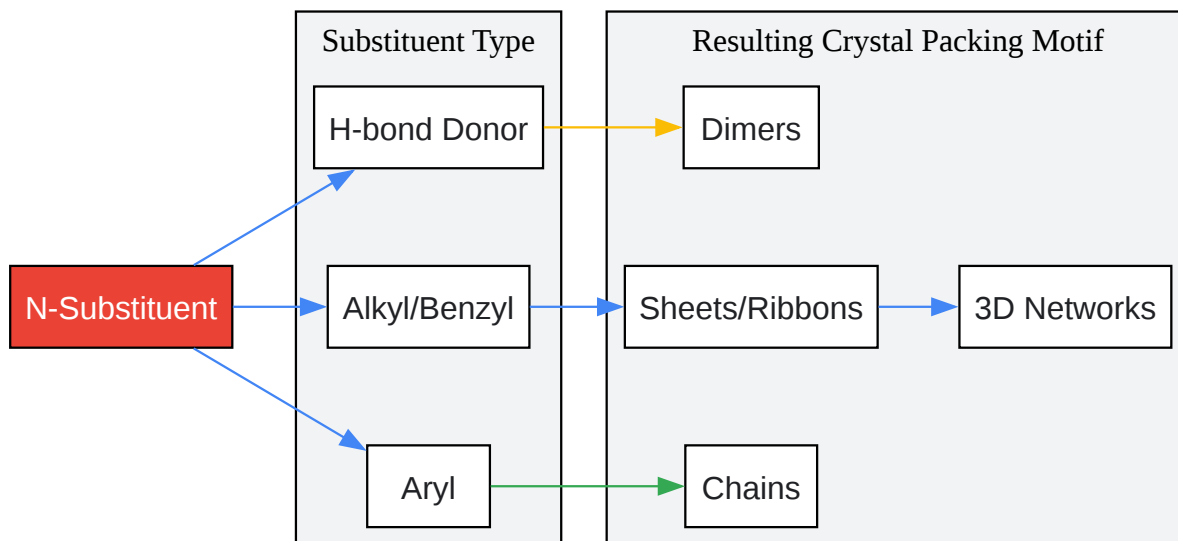 Substituent Type
Resulting Crystal Packing Motif
H-bond Donor
Dimers
N-Substituent
Alkyl/Benzyl
Sheets/Ribbons
3D Networks
Aryl
Chains